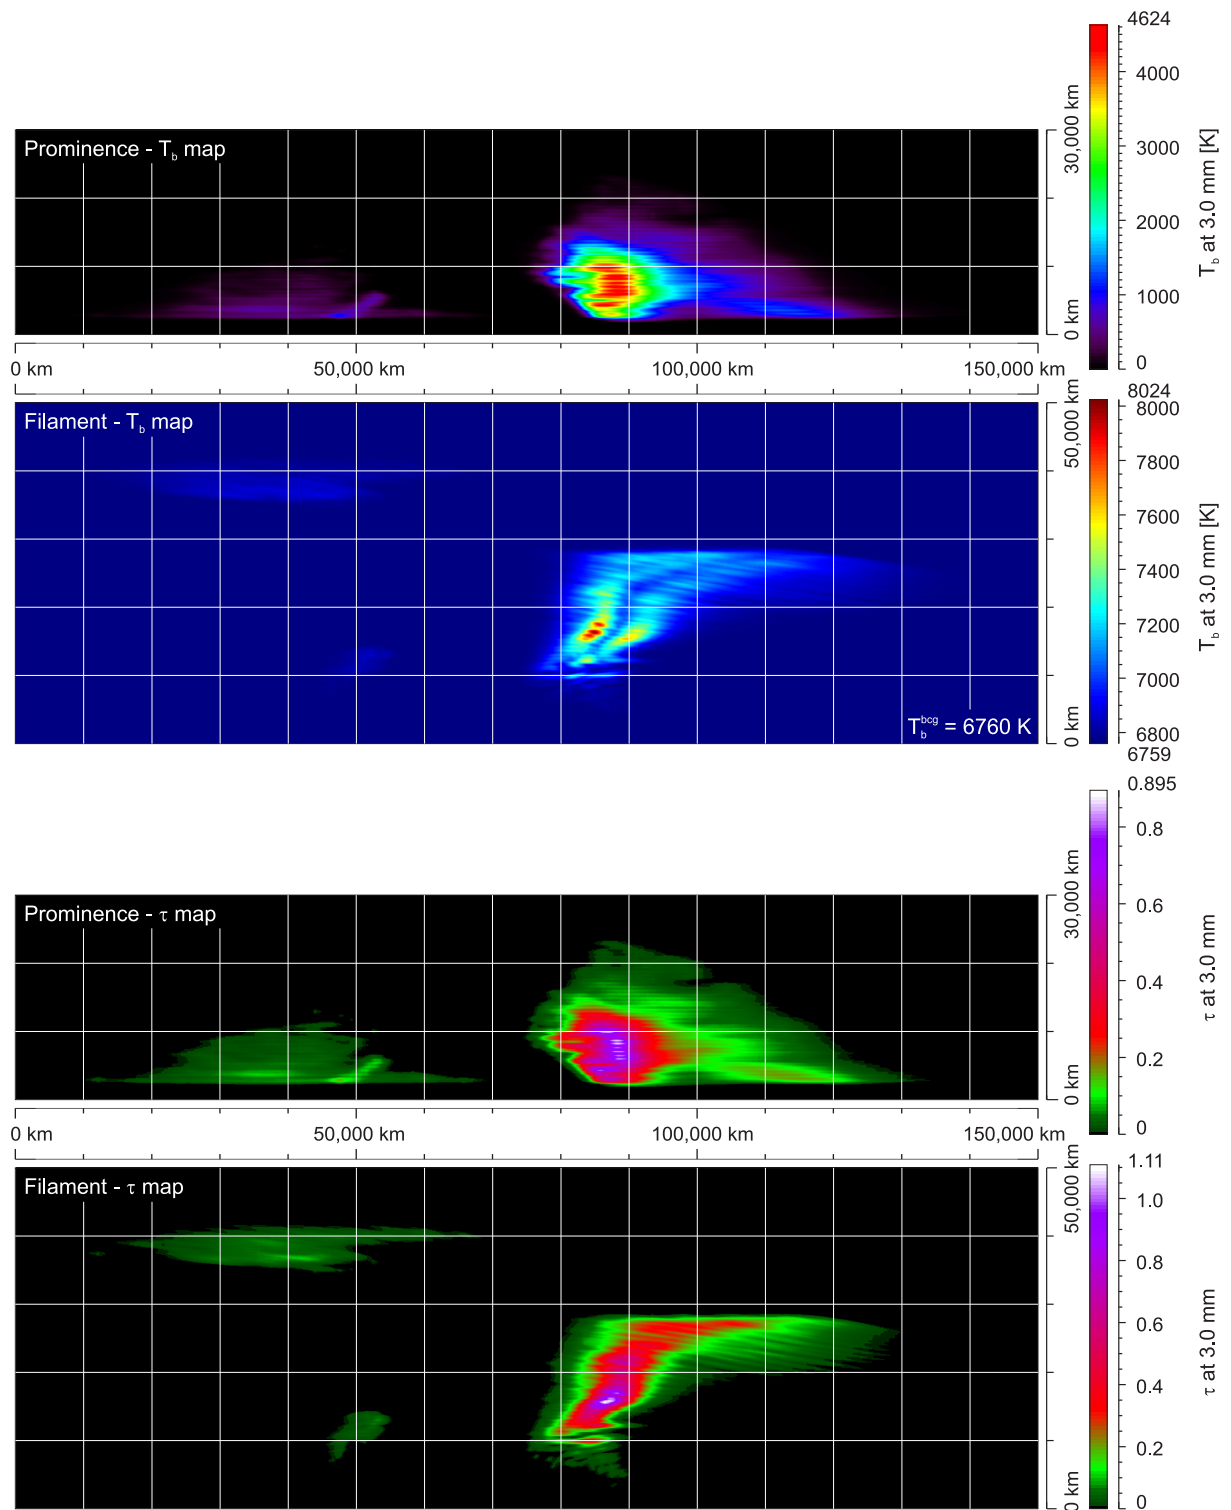 4624
4000
3000
2000
1000
0
T_b at 3.0 mm [K]
Prominence - T_b map
30,000 km
0 km
0 km 50,000 km 100,000 km 150,000 km
Filament - T_b map
50,000 km
0 km
T_b^bcg = 6760 K
8024
8000
7800
7600
7400
7200
7000
6800
6759
T_b at 3.0 mm [K]
0.895
0.8
0.6
0.4
0.2
0
τ at 3.0 mm
Prominence - τ map
30,000 km
0 km
0 km 50,000 km 100,000 km 150,000 km
Filament - τ map
50,000 km
0 km
1.11
1.0
0.8
0.6
0.4
0.2
0
τ at 3.0 mm